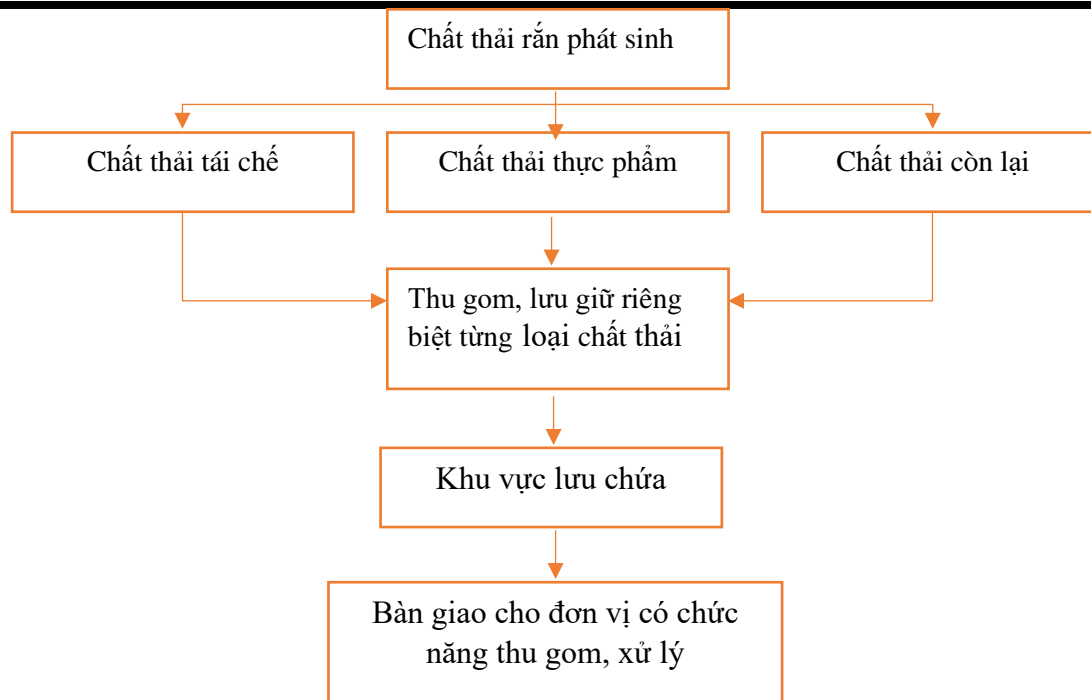 Chất thải rắn phát sinh
Chất thải tái chế
Chất thải thực phẩm
Chất thải còn lại
Thu gom, lưu giữ riêng
biệt từng loại chất thải
Khu vực lưu chứa
Bàn giao cho đơn vị có chức
năng thu gom, xử lý